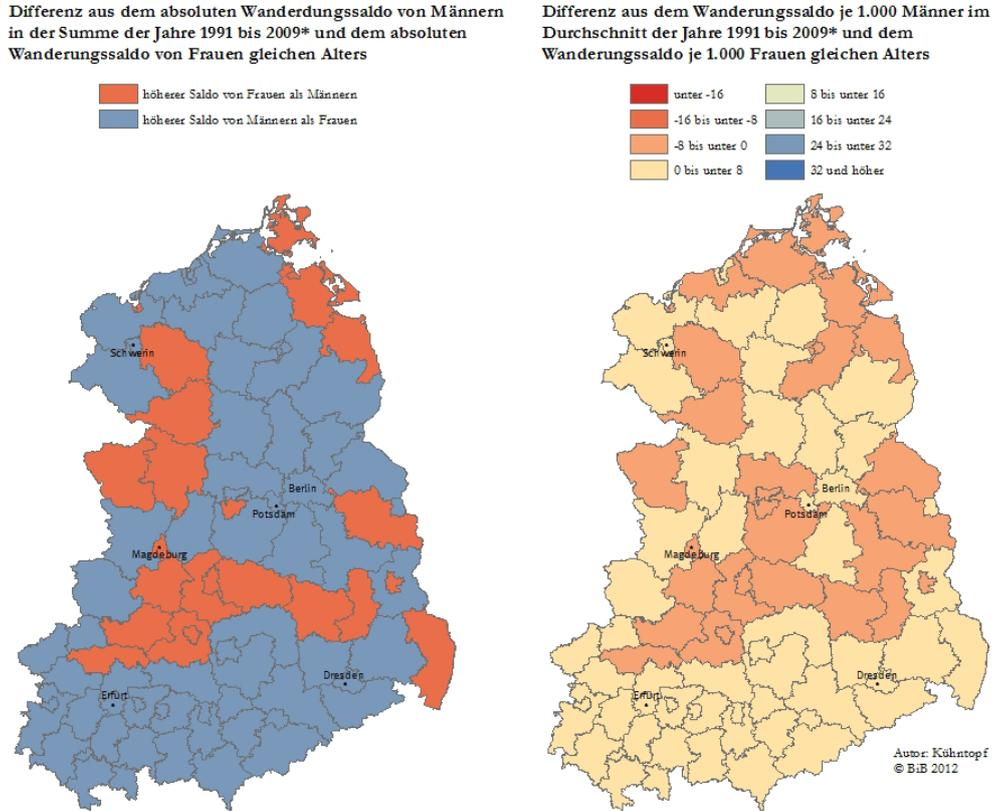 Differenz aus dem absoluten Wanderdungssaldo von Männern
in der Summe der Jahre 1991 bis 2009* und dem absoluten
Wanderungssaldo von Frauen gleichen Alters
höherer Saldo von Frauen als Männern
höherer Saldo von Männern als Frauen
Schwerin
Berlin
Potsdam
Magdeburg
Dresden
Erfurt
Differenz aus dem Wanderungssaldo je 1.000 Männer im
Durchschnitt der Jahre 1991 bis 2009* und dem
Wanderungssaldo je 1.000 Frauen gleichen Alters
unter -16
-16 bis unter -8
-8 bis unter 0
0 bis unter 8
8 bis unter 16
16 bis unter 24
24 bis unter 32
32 und höher
Schwerin
Berlin
Potsdam
Magdeburg
Dresden
Erfurt
Autor: Kühntopf
© BiB 2012